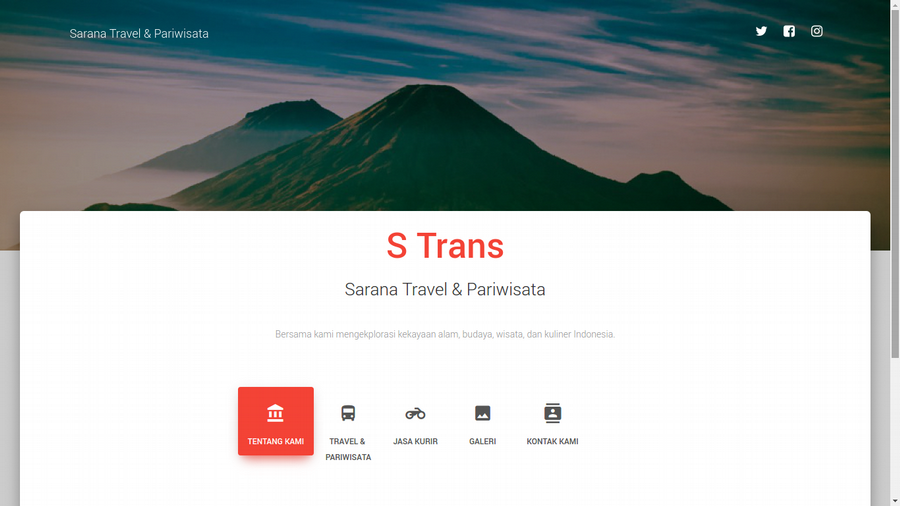 Sarana Travel & Pariwisata
S Trans
Sarana Travel & Pariwisata
Bersama kami mengekplorasi kekayaan alam, budaya, wisata, dan kuliner Indonesia.
TENTANG KAMI
TRAVEL &
PARIWISATA
JASA KURIR
GALERI
KONTAK KAMI